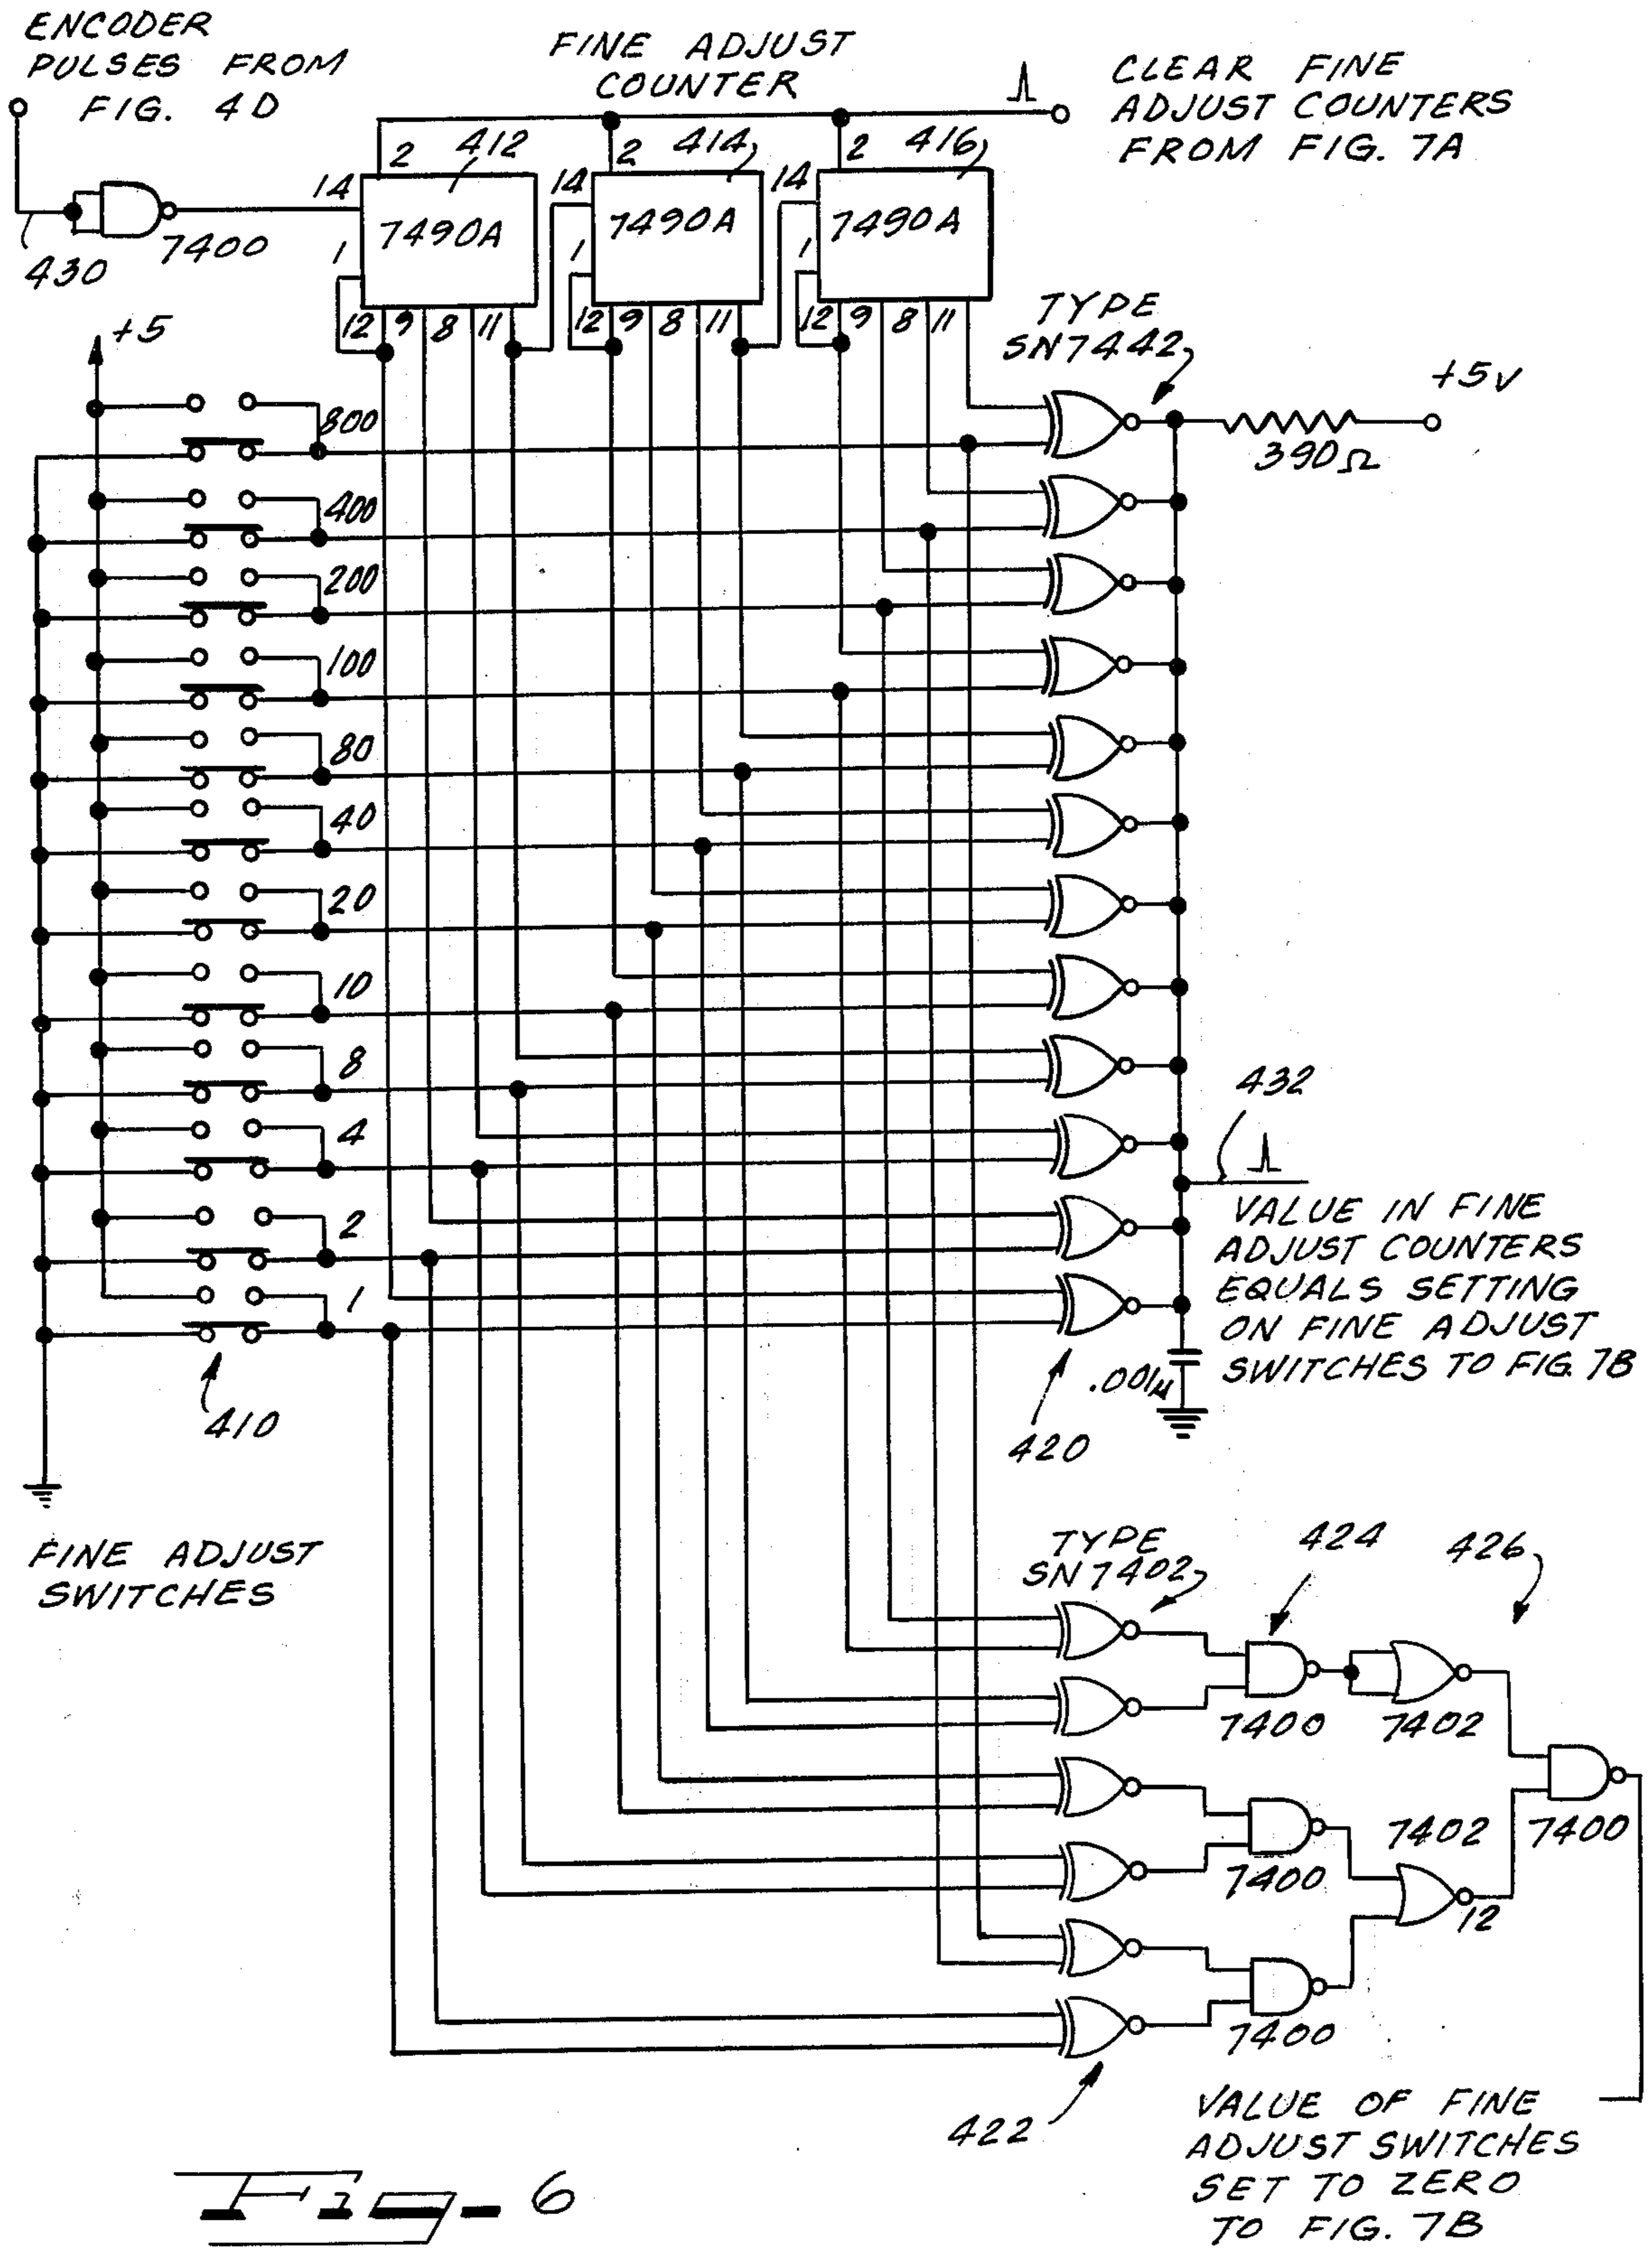 ENCODER
PULSES FROM
FIG. 4D
FINE ADJUST
COUNTER
CLEAR FINE
ADJUST COUNTERS
FROM FIG. 7A
430
7400
14
2
412
7490A
1
12 9 8 11
14
2
414
7490A
1
12 9 8 11
14
2
416
7490A
1
12 9 8 11
TYPE
SN7442
+5V
390Ω
+5
800
400
200
100
80
40
20
10
8
4
2
1
410
FINE ADJUST
SWITCHES
432
VALUE IN FINE
ADJUST COUNTERS
EQUALS SETTING
ON FINE ADJUST
SWITCHES TO FIG. 7B
.001μ
420
TYPE
SN7402
424
426
7400
7402
7400
7402
7400
12
7400
422
VALUE OF FINE
ADJUST SWITCHES
SET TO ZERO
TO FIG. 7B
Fig-6